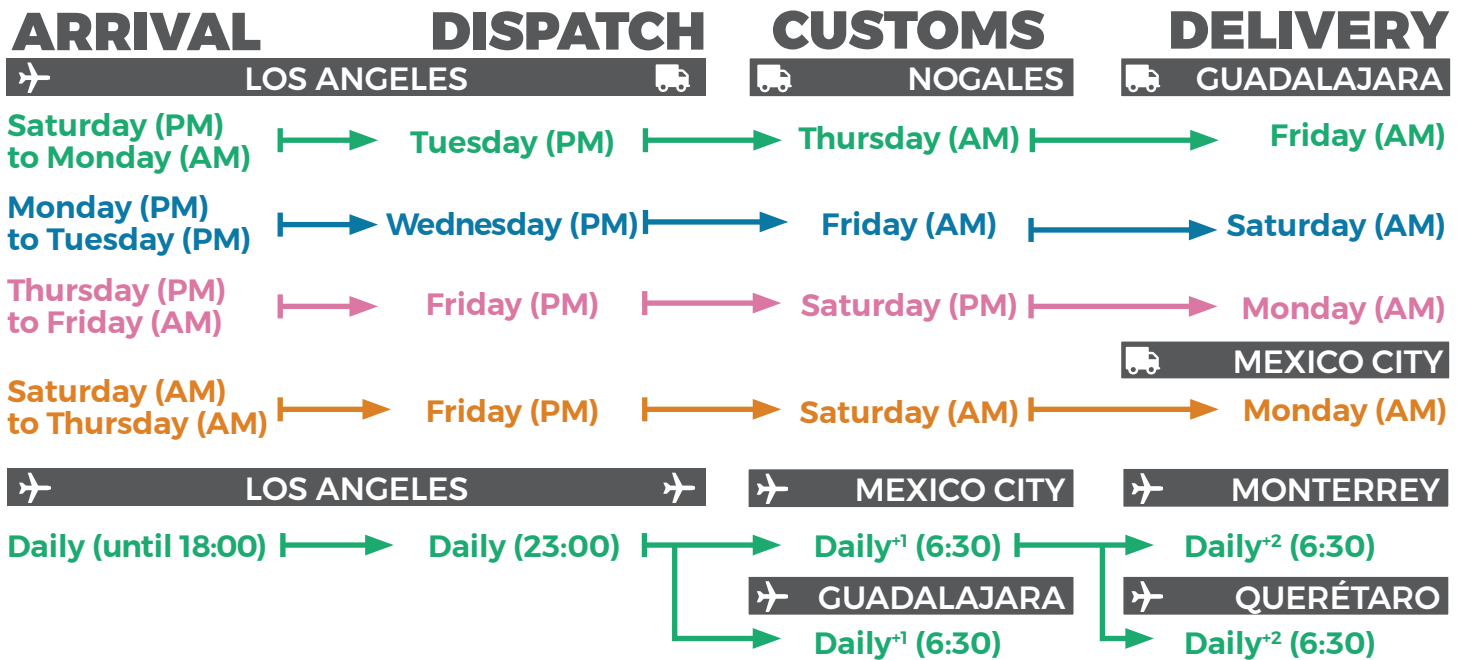 ARRIVAL DISPATCH CUSTOMS DELIVERY
LOS ANGELES NOGALES GUADALAJARA
Saturday (PM)
to Monday (AM)
Tuesday (PM) Thursday (AM) Friday (AM)
Monday (PM)
to Tuesday (PM)
Wednesday (PM) Friday (AM) Saturday (AM)
Thursday (PM)
to Friday (AM)
Friday (PM) Saturday (PM) Monday (AM)
MEXICO CITY
Saturday (AM)
to Thursday (AM)
Friday (PM) Saturday (AM) Monday (AM)
LOS ANGELES MEXICO CITY MONTERREY
Daily (until 18:00) Daily (23:00) Daily⁺¹ (6:30) Daily⁺² (6:30)
GUADALAJARA QUERÉTARO
Daily⁺¹ (6:30) Daily⁺² (6:30)